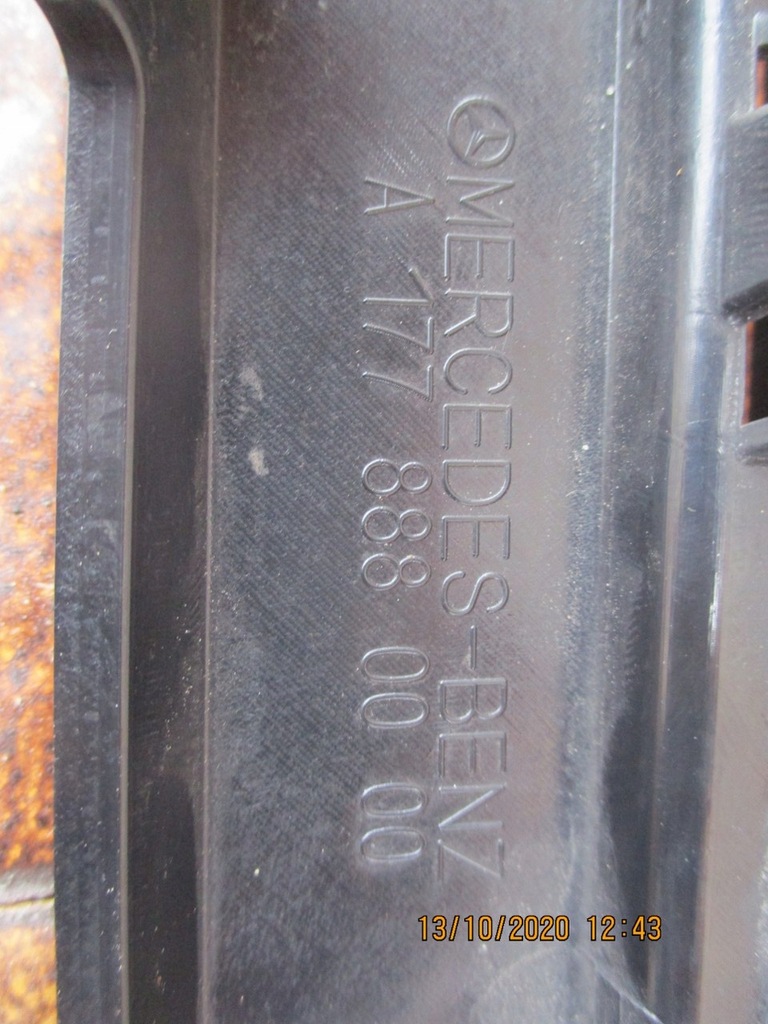 MERCEDES-BENZ
A 177 888 00 00
13/10/2020 12:43